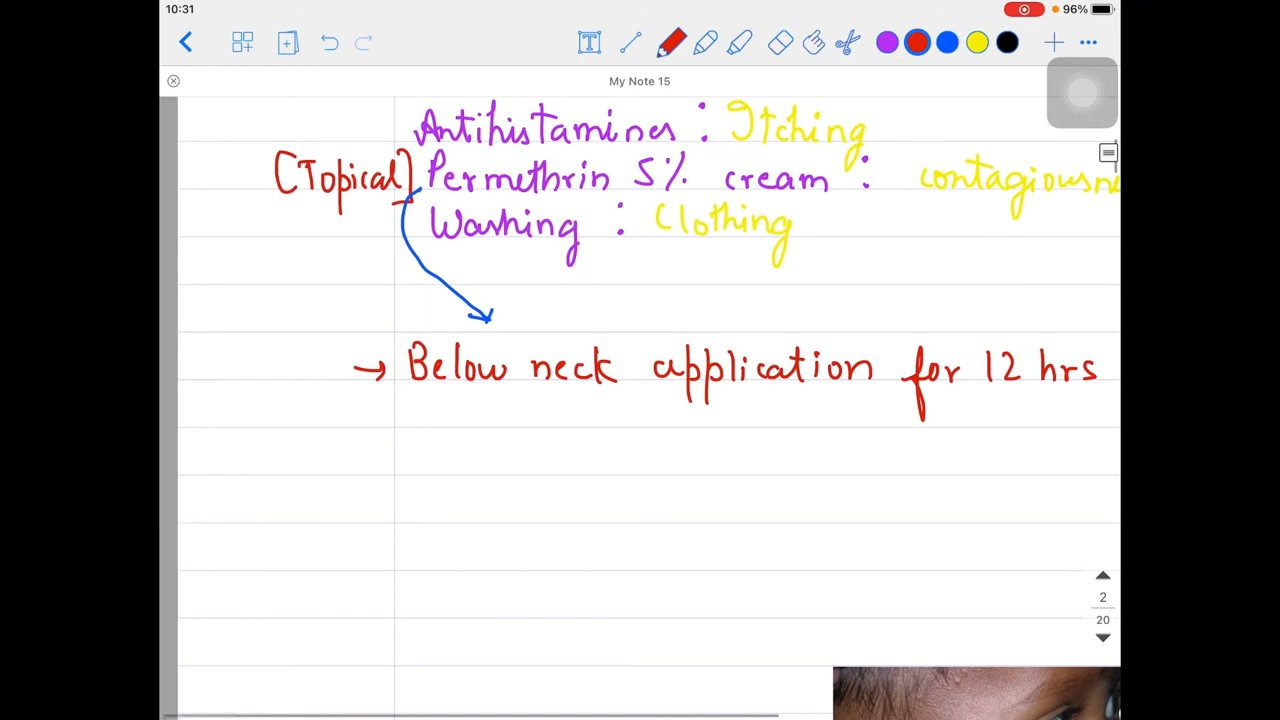 10:31
96%
T
My Note 15
Antihistamines : Itching
[Topical] Permethrin 5% cream : contagiousne
Washing : Clothing
→ Below neck application for 12 hrs
2
20